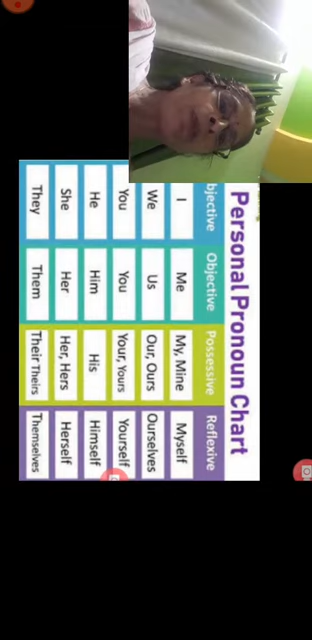 Personal Pronoun Chart
bjective Objective Possessive Reflexive
I Me My, Mine Myself
We Us Our, Ours Ourselves
You You Your, Yours Yourself
He Him His Himself
She Her Her, Hers Herself
They Them Their Theirs Themselves